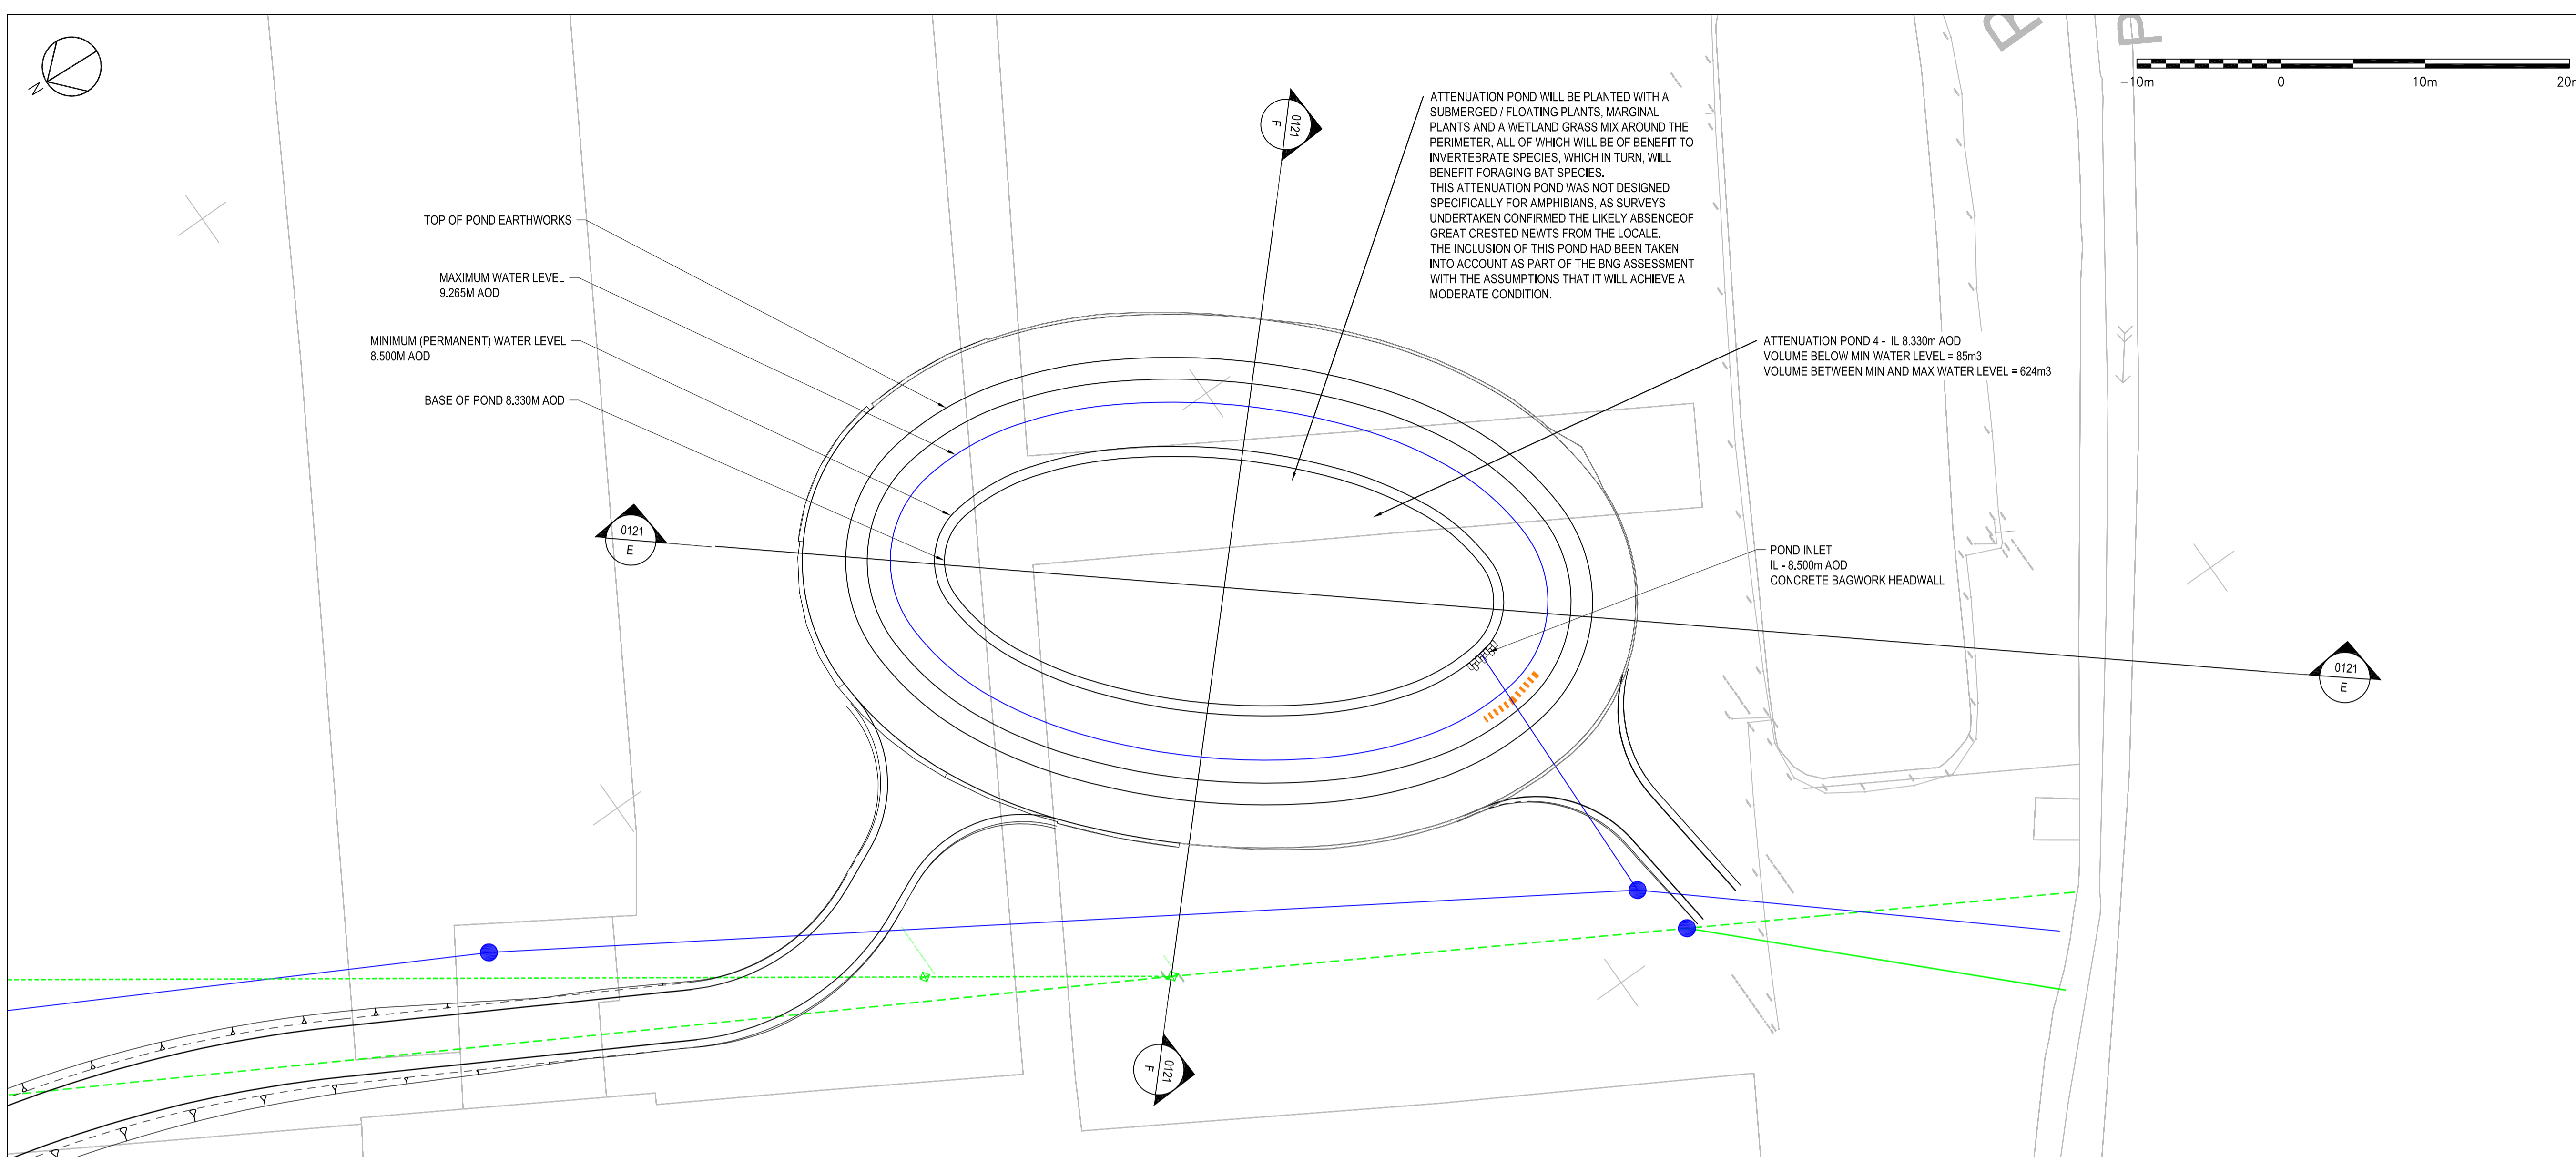 N
R
P
-10m 0 10m 20m
0121
F
ATTENUATION POND WILL BE PLANTED WITH A
SUBMERGED / FLOATING PLANTS, MARGINAL
PLANTS AND A WETLAND GRASS MIX AROUND THE
PERIMETER, ALL OF WHICH WILL BE OF BENEFIT TO
INVERTEBRATE SPECIES, WHICH IN TURN, WILL
BENEFIT FORAGING BAT SPECIES.
THIS ATTENUATION POND WAS NOT DESIGNED
SPECIFICALLY FOR AMPHIBIANS, AS SURVEYS
UNDERTAKEN CONFIRMED THE LIKELY ABSENCEOF
GREAT CRESTED NEWTS FROM THE LOCALE.
THE INCLUSION OF THIS POND HAD BEEN TAKEN
INTO ACCOUNT AS PART OF THE BNG ASSESSMENT
WITH THE ASSUMPTIONS THAT IT WILL ACHIEVE A
MODERATE CONDITION.
TOP OF POND EARTHWORKS
MAXIMUM WATER LEVEL
9.265M AOD
MINIMUM (PERMANENT) WATER LEVEL
8.500M AOD
BASE OF POND 8.330M AOD
ATTENUATION POND 4 - IL 8.330m AOD
VOLUME BELOW MIN WATER LEVEL = 85m3
VOLUME BETWEEN MIN AND MAX WATER LEVEL = 624m3
0121
E
POND INLET
IL - 8.500m AOD
CONCRETE BAGWORK HEADWALL
0121
E
0121
F